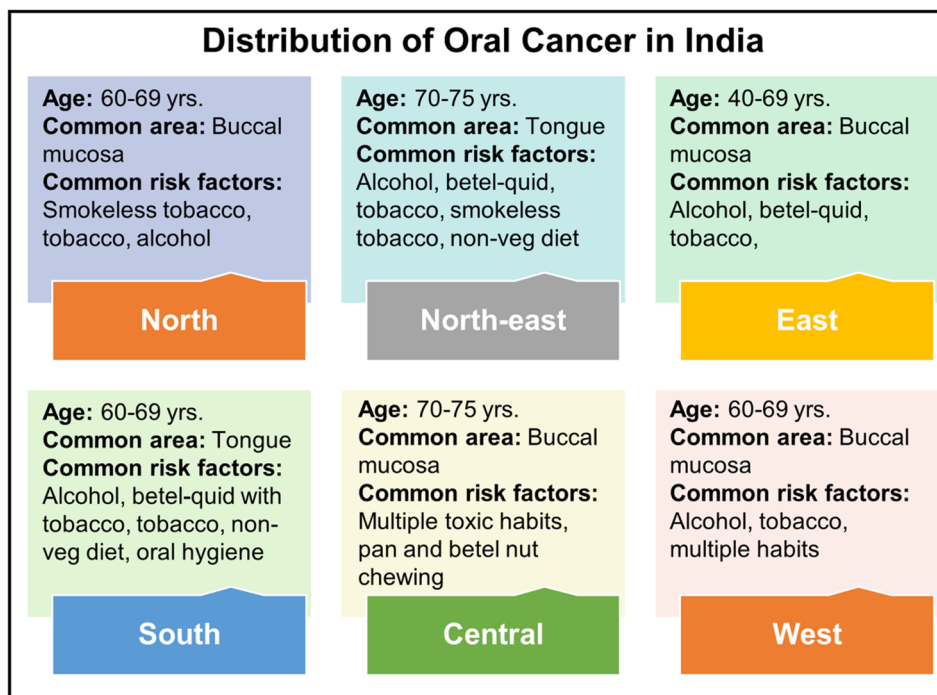 Distribution of Oral Cancer in India
Age: 60-69 yrs.
Common area: Buccal
mucosa
Common risk factors:
Smokeless tobacco,
tobacco, alcohol
North
Age: 70-75 yrs.
Common area: Tongue
Common risk factors:
Alcohol, betel-quid,
tobacco, smokeless
tobacco, non-veg diet
North-east
Age: 40-69 yrs.
Common area: Buccal
mucosa
Common risk factors:
Alcohol, betel-quid,
tobacco,
East
Age: 60-69 yrs.
Common area: Tongue
Common risk factors:
Alcohol, betel-quid with
tobacco, tobacco, non-
veg diet, oral hygiene
South
Age: 70-75 yrs.
Common area: Buccal
mucosa
Common risk factors:
Multiple toxic habits,
pan and betel nut
chewing
Central
Age: 60-69 yrs.
Common area: Buccal
mucosa
Common risk factors:
Alcohol, tobacco,
multiple habits
West